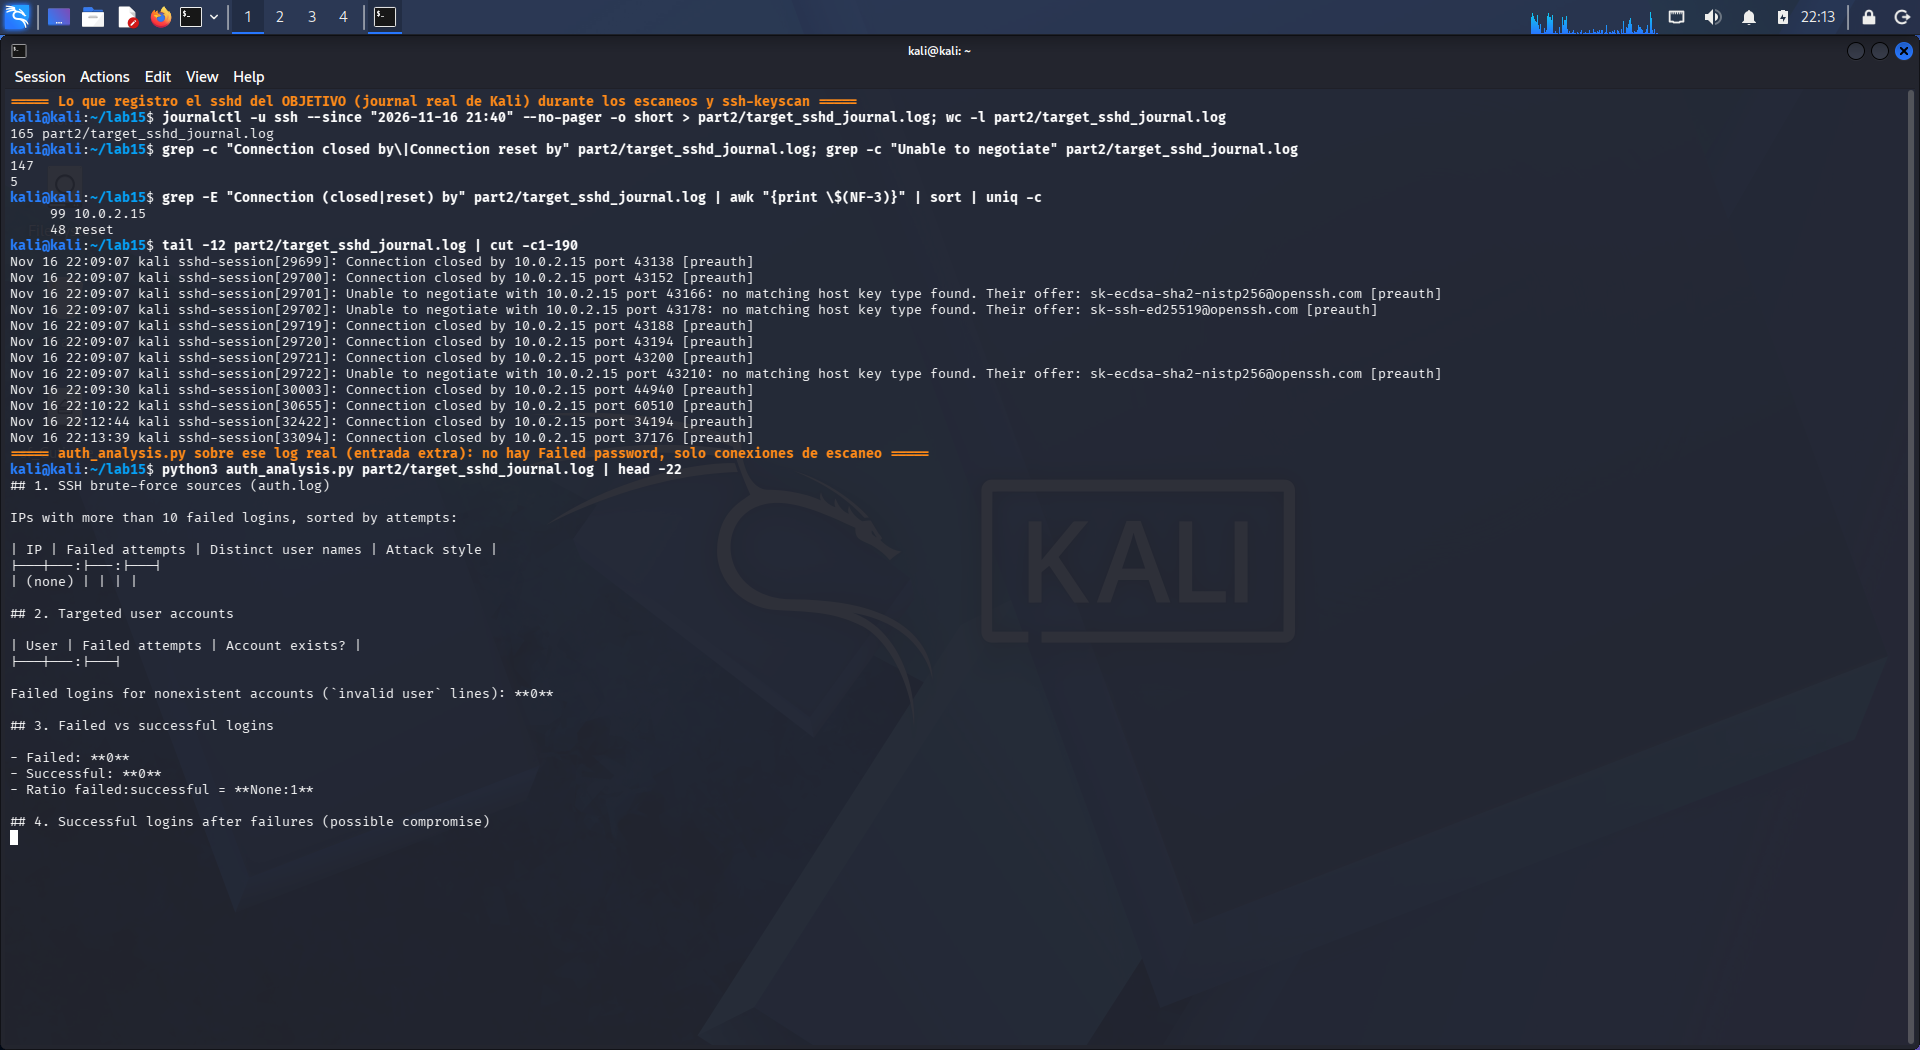 1 2 3 4 22:13
kali@kali: ~
Session Actions Edit View Help
===== Lo que registro el sshd del OBJETIVO (journal real de Kali) durante los escaneos y ssh-keyscan =====
kali@kali:~/lab15$ journalctl -u ssh --since "2026-11-16 21:40" --no-pager -o short > part2/target_sshd_journal.log; wc -l part2/target_sshd_journal.log
165 part2/target_sshd_journal.log
kali@kali:~/lab15$ grep -c "Connection closed by\|Connection reset by" part2/target_sshd_journal.log; grep -c "Unable to negotiate" part2/target_sshd_journal.log
147
5
kali@kali:~/lab15$ grep -E "Connection (closed|reset) by" part2/target_sshd_journal.log | awk "{print \$(NF-3)}" | sort | uniq -c
99 10.0.2.15
48 reset
kali@kali:~/lab15$ tail -12 part2/target_sshd_journal.log | cut -c1-190
Nov 16 22:09:07 kali sshd-session[29699]: Connection closed by 10.0.2.15 port 43138 [preauth]
Nov 16 22:09:07 kali sshd-session[29700]: Connection closed by 10.0.2.15 port 43152 [preauth]
Nov 16 22:09:07 kali sshd-session[29701]: Unable to negotiate with 10.0.2.15 port 43166: no matching host key type found. Their offer: sk-ecdsa-sha2-nistp256@openssh.com [preauth]
Nov 16 22:09:07 kali sshd-session[29702]: Unable to negotiate with 10.0.2.15 port 43178: no matching host key type found. Their offer: sk-ssh-ed25519@openssh.com [preauth]
Nov 16 22:09:07 kali sshd-session[29719]: Connection closed by 10.0.2.15 port 43188 [preauth]
Nov 16 22:09:07 kali sshd-session[29720]: Connection closed by 10.0.2.15 port 43194 [preauth]
Nov 16 22:09:07 kali sshd-session[29721]: Connection closed by 10.0.2.15 port 43200 [preauth]
Nov 16 22:09:07 kali sshd-session[29722]: Unable to negotiate with 10.0.2.15 port 43210: no matching host key type found. Their offer: sk-ecdsa-sha2-nistp256@openssh.com [preauth]
Nov 16 22:09:30 kali sshd-session[30003]: Connection closed by 10.0.2.15 port 44940 [preauth]
Nov 16 22:10:22 kali sshd-session[30655]: Connection closed by 10.0.2.15 port 60510 [preauth]
Nov 16 22:12:44 kali sshd-session[32422]: Connection closed by 10.0.2.15 port 34194 [preauth]
Nov 16 22:13:39 kali sshd-session[33094]: Connection closed by 10.0.2.15 port 37176 [preauth]
===== auth_analysis.py sobre ese log real (entrada extra): no hay Failed password, solo conexiones de escaneo =====
kali@kali:~/lab15$ python3 auth_analysis.py part2/target_sshd_journal.log | head -22
## 1. SSH brute-force sources (auth.log)
IPs with more than 10 failed logins, sorted by attempts:
| IP | Failed attempts | Distinct user names | Attack style |
|---|---:|---:|---|
| (none) | | | |
## 2. Targeted user accounts
| User | Failed attempts | Account exists? |
|---|---:|---|
Failed logins for nonexistent accounts (`invalid user` lines): **0**
## 3. Failed vs successful logins
- Failed: **0**
- Successful: **0**
- Ratio failed:successful = **None:1**
## 4. Successful logins after failures (possible compromise)
KALI